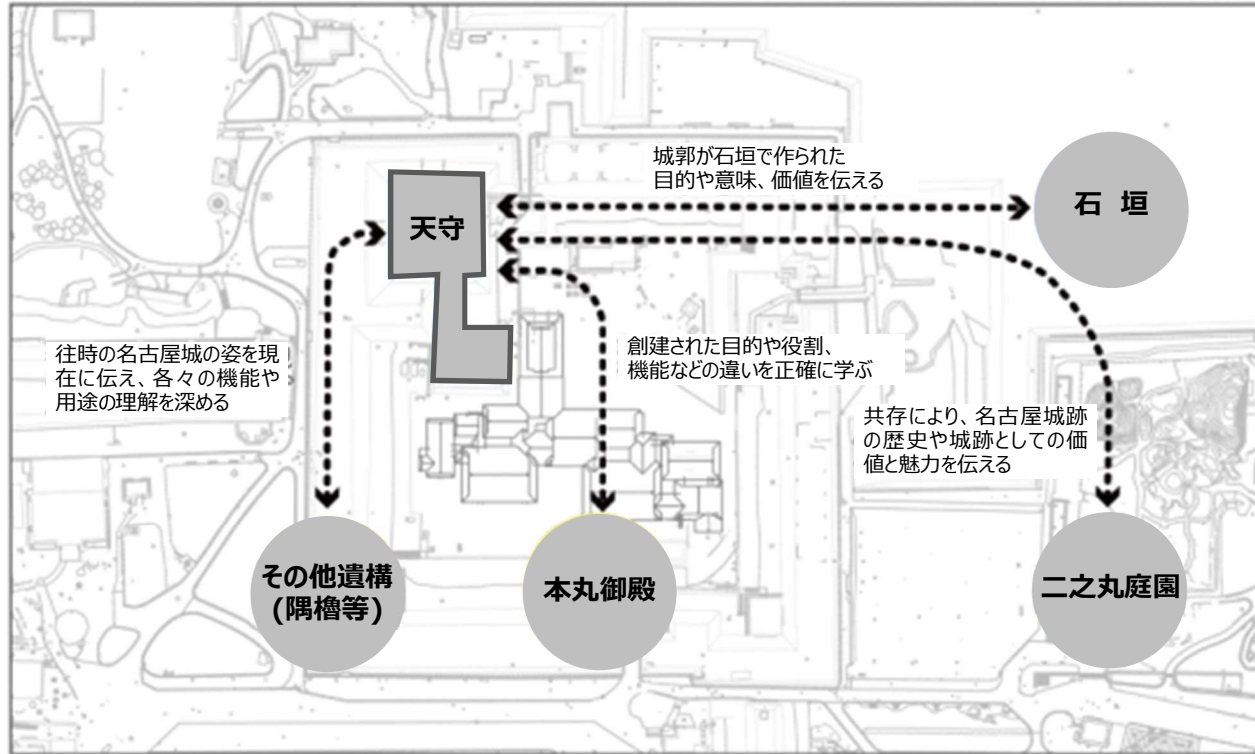 城郭が石垣で作られた
目的や意味、価値を伝える
石 垣
天守
往時の名古屋城の姿を現
在に伝え、各々の機能や
用途の理解を深める
創建された目的や役割、
機能などの違いを正確に学ぶ
共存により、名古屋城跡
の歴史や城跡としての価
値と魅力を伝える
その他遺構
(隅櫓等)
本丸御殿
二之丸庭園